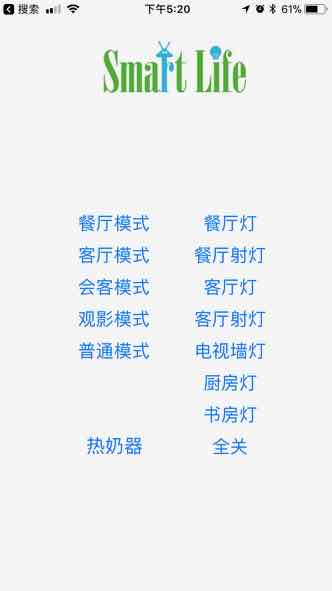 搜索 下午5:20 61%
Smart Life
餐厅模式 餐厅灯
客厅模式 餐厅射灯
会客模式 客厅灯
观影模式 客厅射灯
普通模式 电视墙灯
厨房灯
书房灯
热奶器 全关